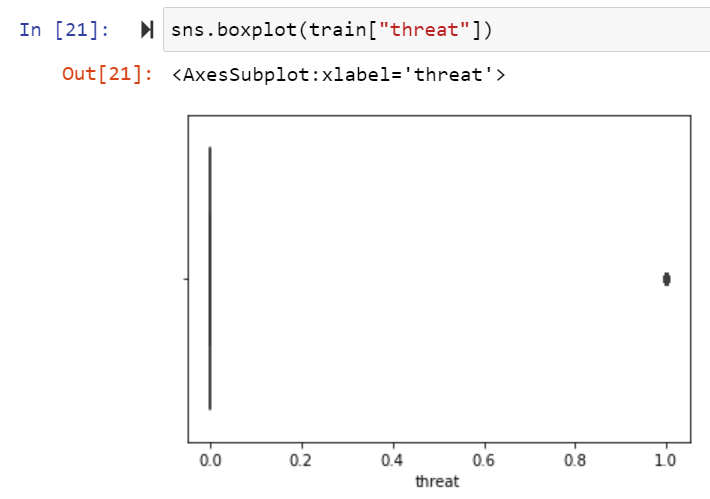 In [21]: sns.boxplot(train["threat"])
Out[21]: <AxesSubplot:xlabel='threat'>
0.0 0.2 0.4 0.6 0.8 1.0
threat